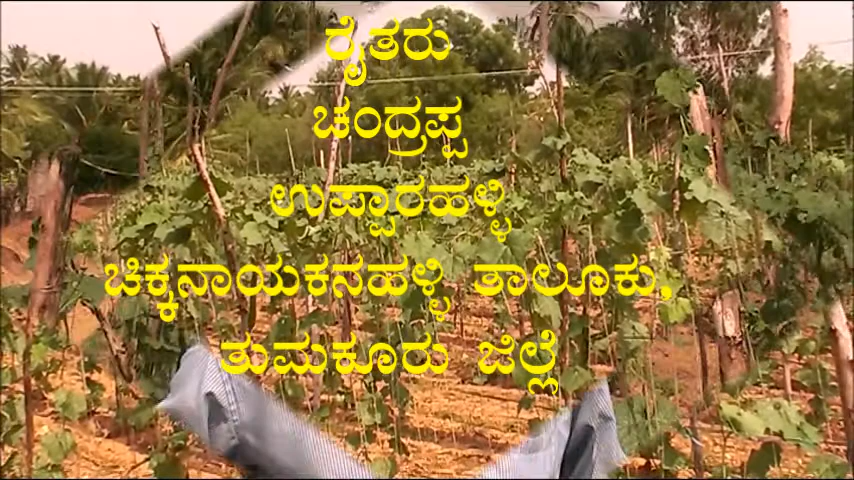 ರೈತರು
ಚಂದ್ರಪ್ಪ
ಉಪ್ಪಾರಹಳ್ಳಿ
ಚಿಕ್ಕನಾಯಕನಹಳ್ಳಿ ತಾಲೂಕು,
ತುಮಕೂರು ಜಿಲ್ಲೆ